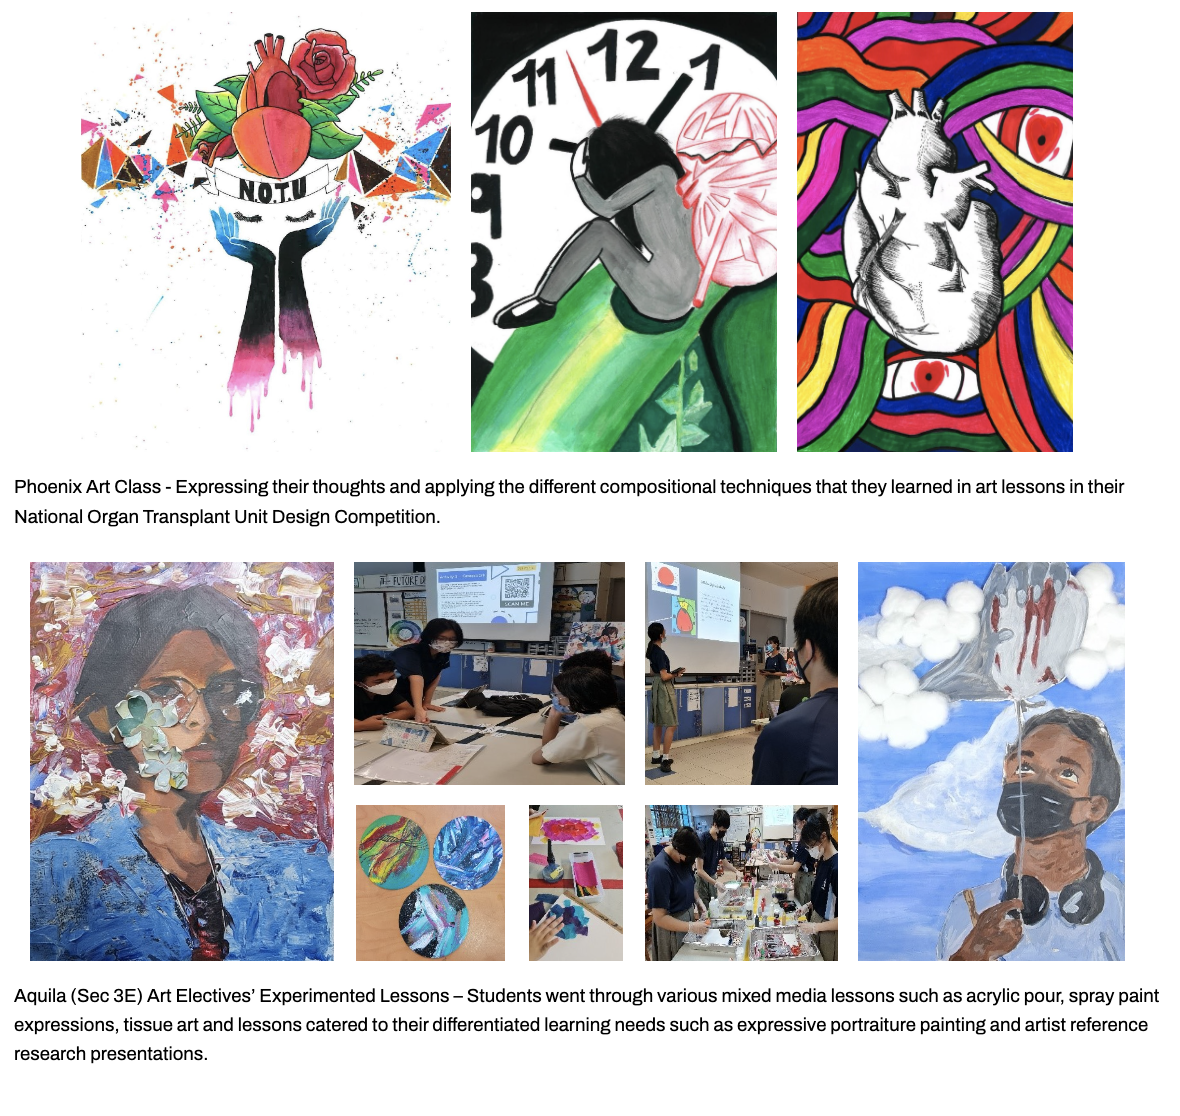 N.O.T.U
11 12 1
10
9
8
Phoenix Art Class - Expressing their thoughts and applying the different compositional techniques that they learned in art lessons in their
National Organ Transplant Unit Design Competition.
FUTURE
SCAN ME
Aquila (Sec 3E) Art Electives’ Experimented Lessons – Students went through various mixed media lessons such as acrylic pour, spray paint
expressions, tissue art and lessons catered to their differentiated learning needs such as expressive portraiture painting and artist reference
research presentations.